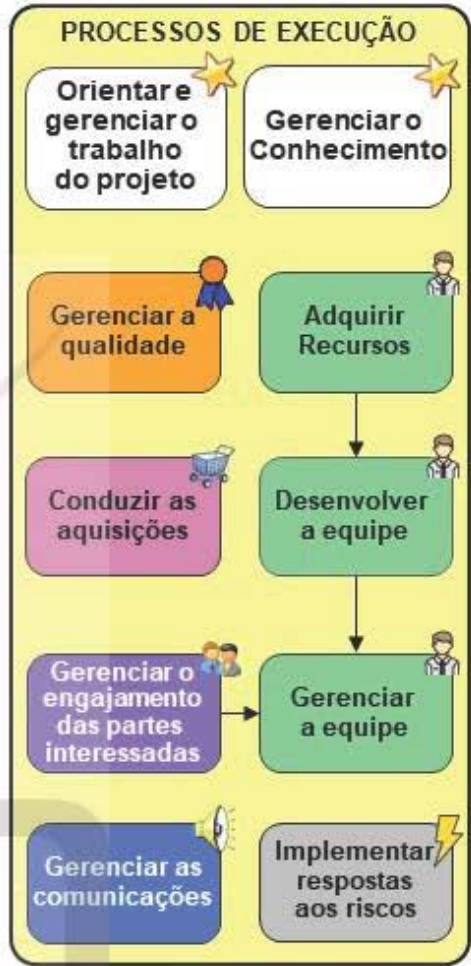 PROCESSOS DE EXECUÇÃO
Orientar e
gerenciar o
trabalho
do projeto
Gerenciar o
Conhecimento
Gerenciar a
qualidade
Adquirir
Recursos
Conduzir as
aquisições
Desenvolver
a equipe
Gerenciar o
engajamento
das partes
interessadas
Gerenciar
a equipe
Gerenciar as
comunicações
Implementar
respostas
aos riscos